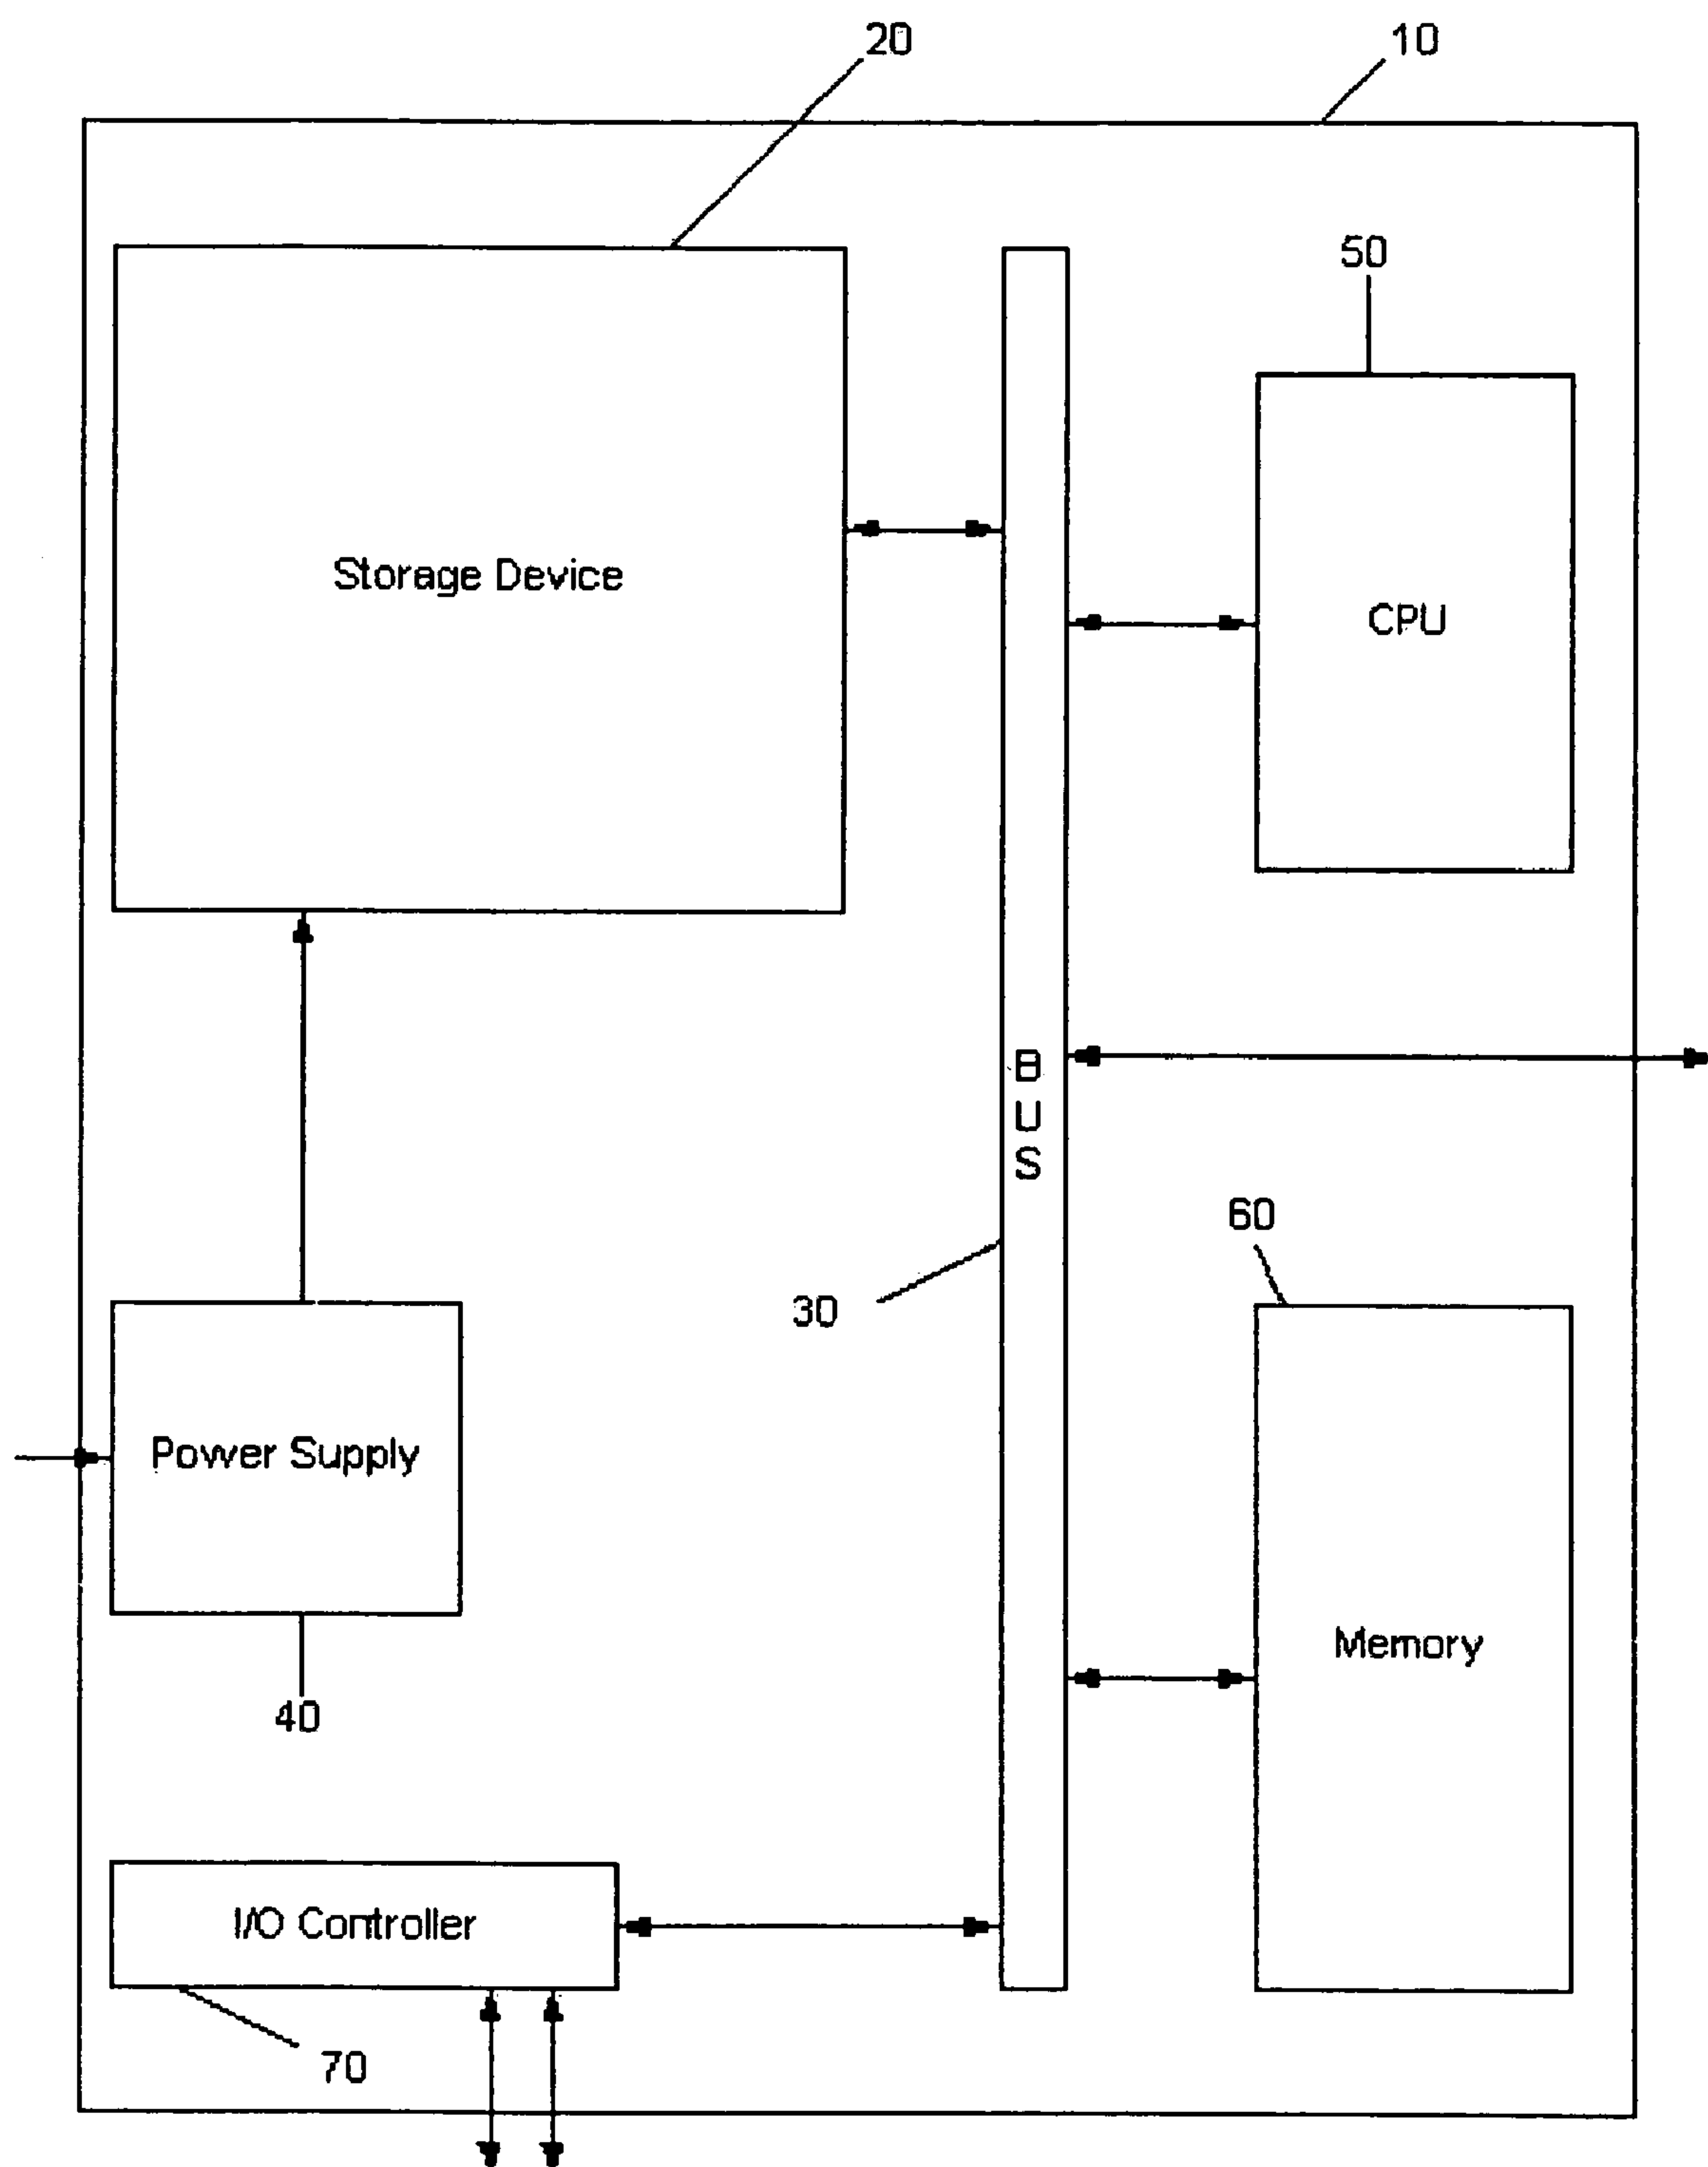 20
10
50
Storage Device
CPU
B
U
S
60
30
Power Supply
Memory
40
I/O Controller
70